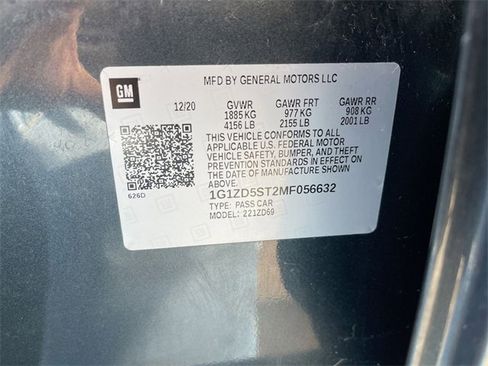 GM
MFD BY GENERAL MOTORS LLC
12/20 GVWR GAWR FRT GAWR RR
1885 KG 977 KG 908 KG
4156 LB 2155 LB 2001 LB
THIS VEHICLE CONFORMS TO ALL
APPLICABLE U.S. FEDERAL MOTOR
VEHICLE SAFETY, BUMPER, AND THEFT
PREVENTION STANDARDS IN EFFECT ON
THE DATE OF MANUFACTURE SHOWN ABOVE.
626D
1G1ZD5ST2MF056632
TYPE: PASS CAR
MODEL: 221ZD69